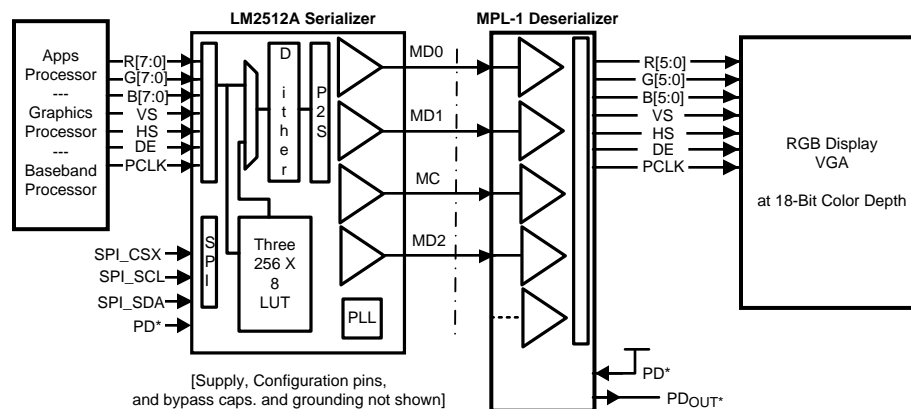 LM2512A Serializer
MPL-1 Deserializer
Apps
Processor
---
Graphics
Processor
---
Baseband
Processor
R[7:0]
G[7:0]
B[7:0]
VS
HS
DE
PCLK
SPI_CSX
SPI_SCL
SPI_SDA
PD*
SPI
Dither
P2S
Three
256 X
8
LUT
PLL
MD0
MD1
MC
MD2
R[5:0]
G[5:0]
B[5:0]
VS
HS
DE
PCLK
RGB Display
VGA
at 18-Bit Color Depth
PD*
PDOUT*
[Supply, Configuration pins,
and bypass caps. and grounding not shown]